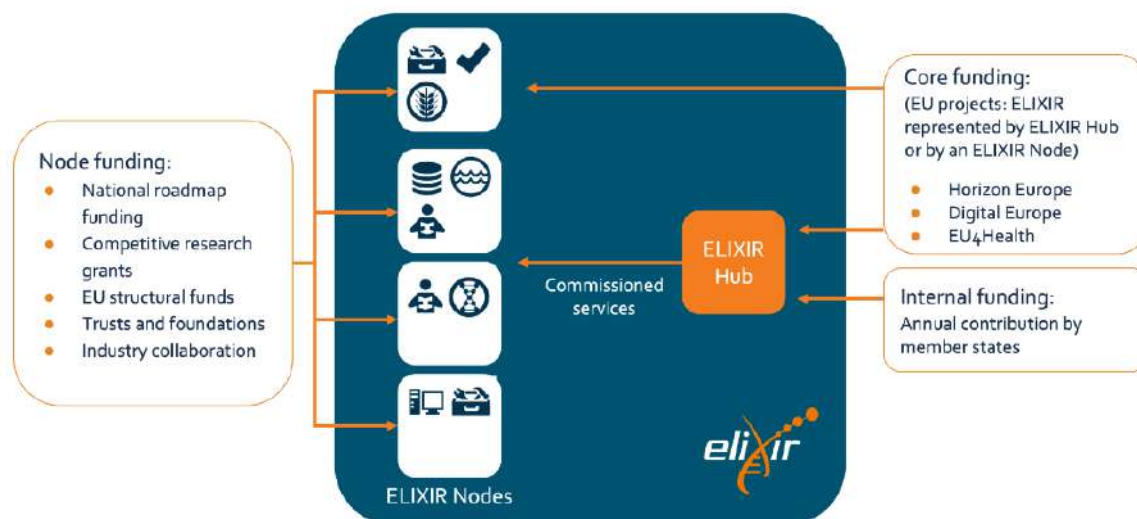 Node funding:
National roadmap
funding
Competitive research
grants
EU structural funds
Trusts and foundations
Industry collaboration
ELIXIR Nodes
Commissioned
services
ELIXIR
Hub
elixir
Core funding:
(EU projects: ELIXIR
represented by ELIXIR Hub
or by an ELIXIR Node)
Horizon Europe
Digital Europe
EU4Health
Internal funding:
Annual contribution by
member states